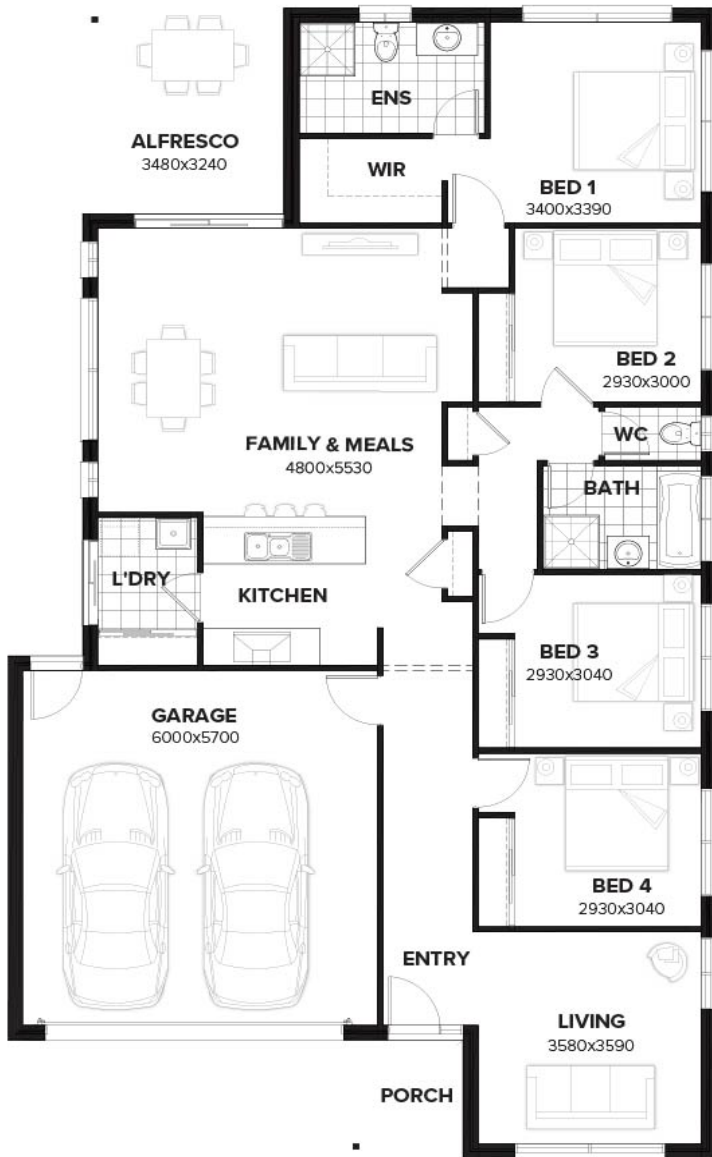 ENS
ALFRESCO
3480x3240
WIR
BED 1
3400x3390
BED 2
2930x3000
WC
FAMILY & MEALS
4800x5530
BATH
L'DRY
KITCHEN
BED 3
2930x3040
GARAGE
6000x5700
BED 4
2930x3040
ENTRY
LIVING
3580x3590
PORCH